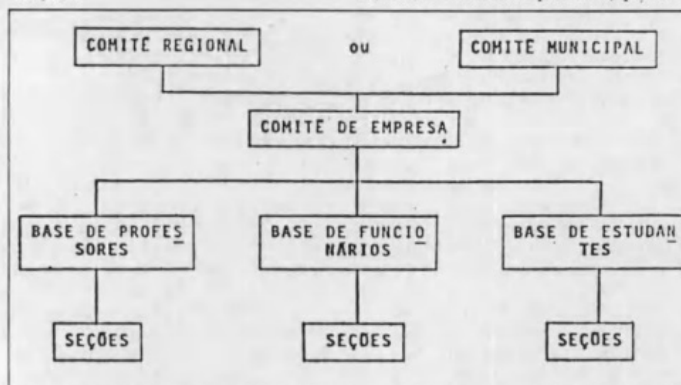 COMITÊ REGIONAL ou COMITÊ MUNICIPAL
COMITÊ DE EMPRESA
BASE DE PROFES
SORES
BASE DE FUNCIO
NÁRIOS
BASE DE ESTUDAN
TES
SEÇÕES SEÇÕES SEÇÕES